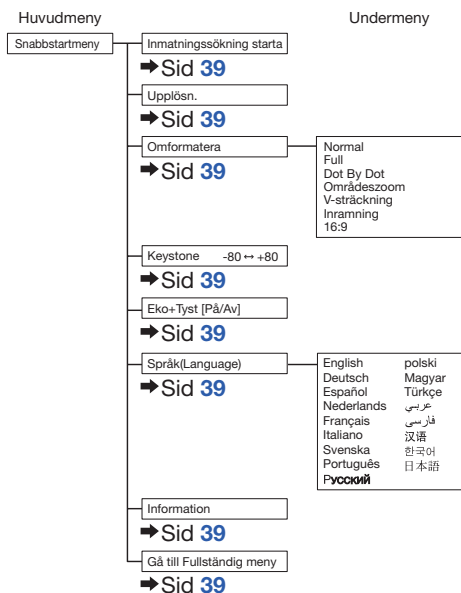 Huvudmeny Undermeny
Snabbstartmeny
Inmatningssökning starta
➡Sid 39
Upplösn.
➡Sid 39
Omformatera
➡Sid 39
Normal
Full
Dot By Dot
Områdeszoom
V-sträckning
Inramning
16:9
Keystone -80 ↔ +80
➡Sid 39
Eko+Tyst [På/Av]
➡Sid 39
Språk(Language)
➡Sid 39
English polski
Deutsch Magyar
Español Türkçe
Nederlands عربي
Français فارسی
Italiano 汉语
Svenska 한국어
Português 日本語
Русский
Information
➡Sid 39
Gå till Fullständig meny
➡Sid 39